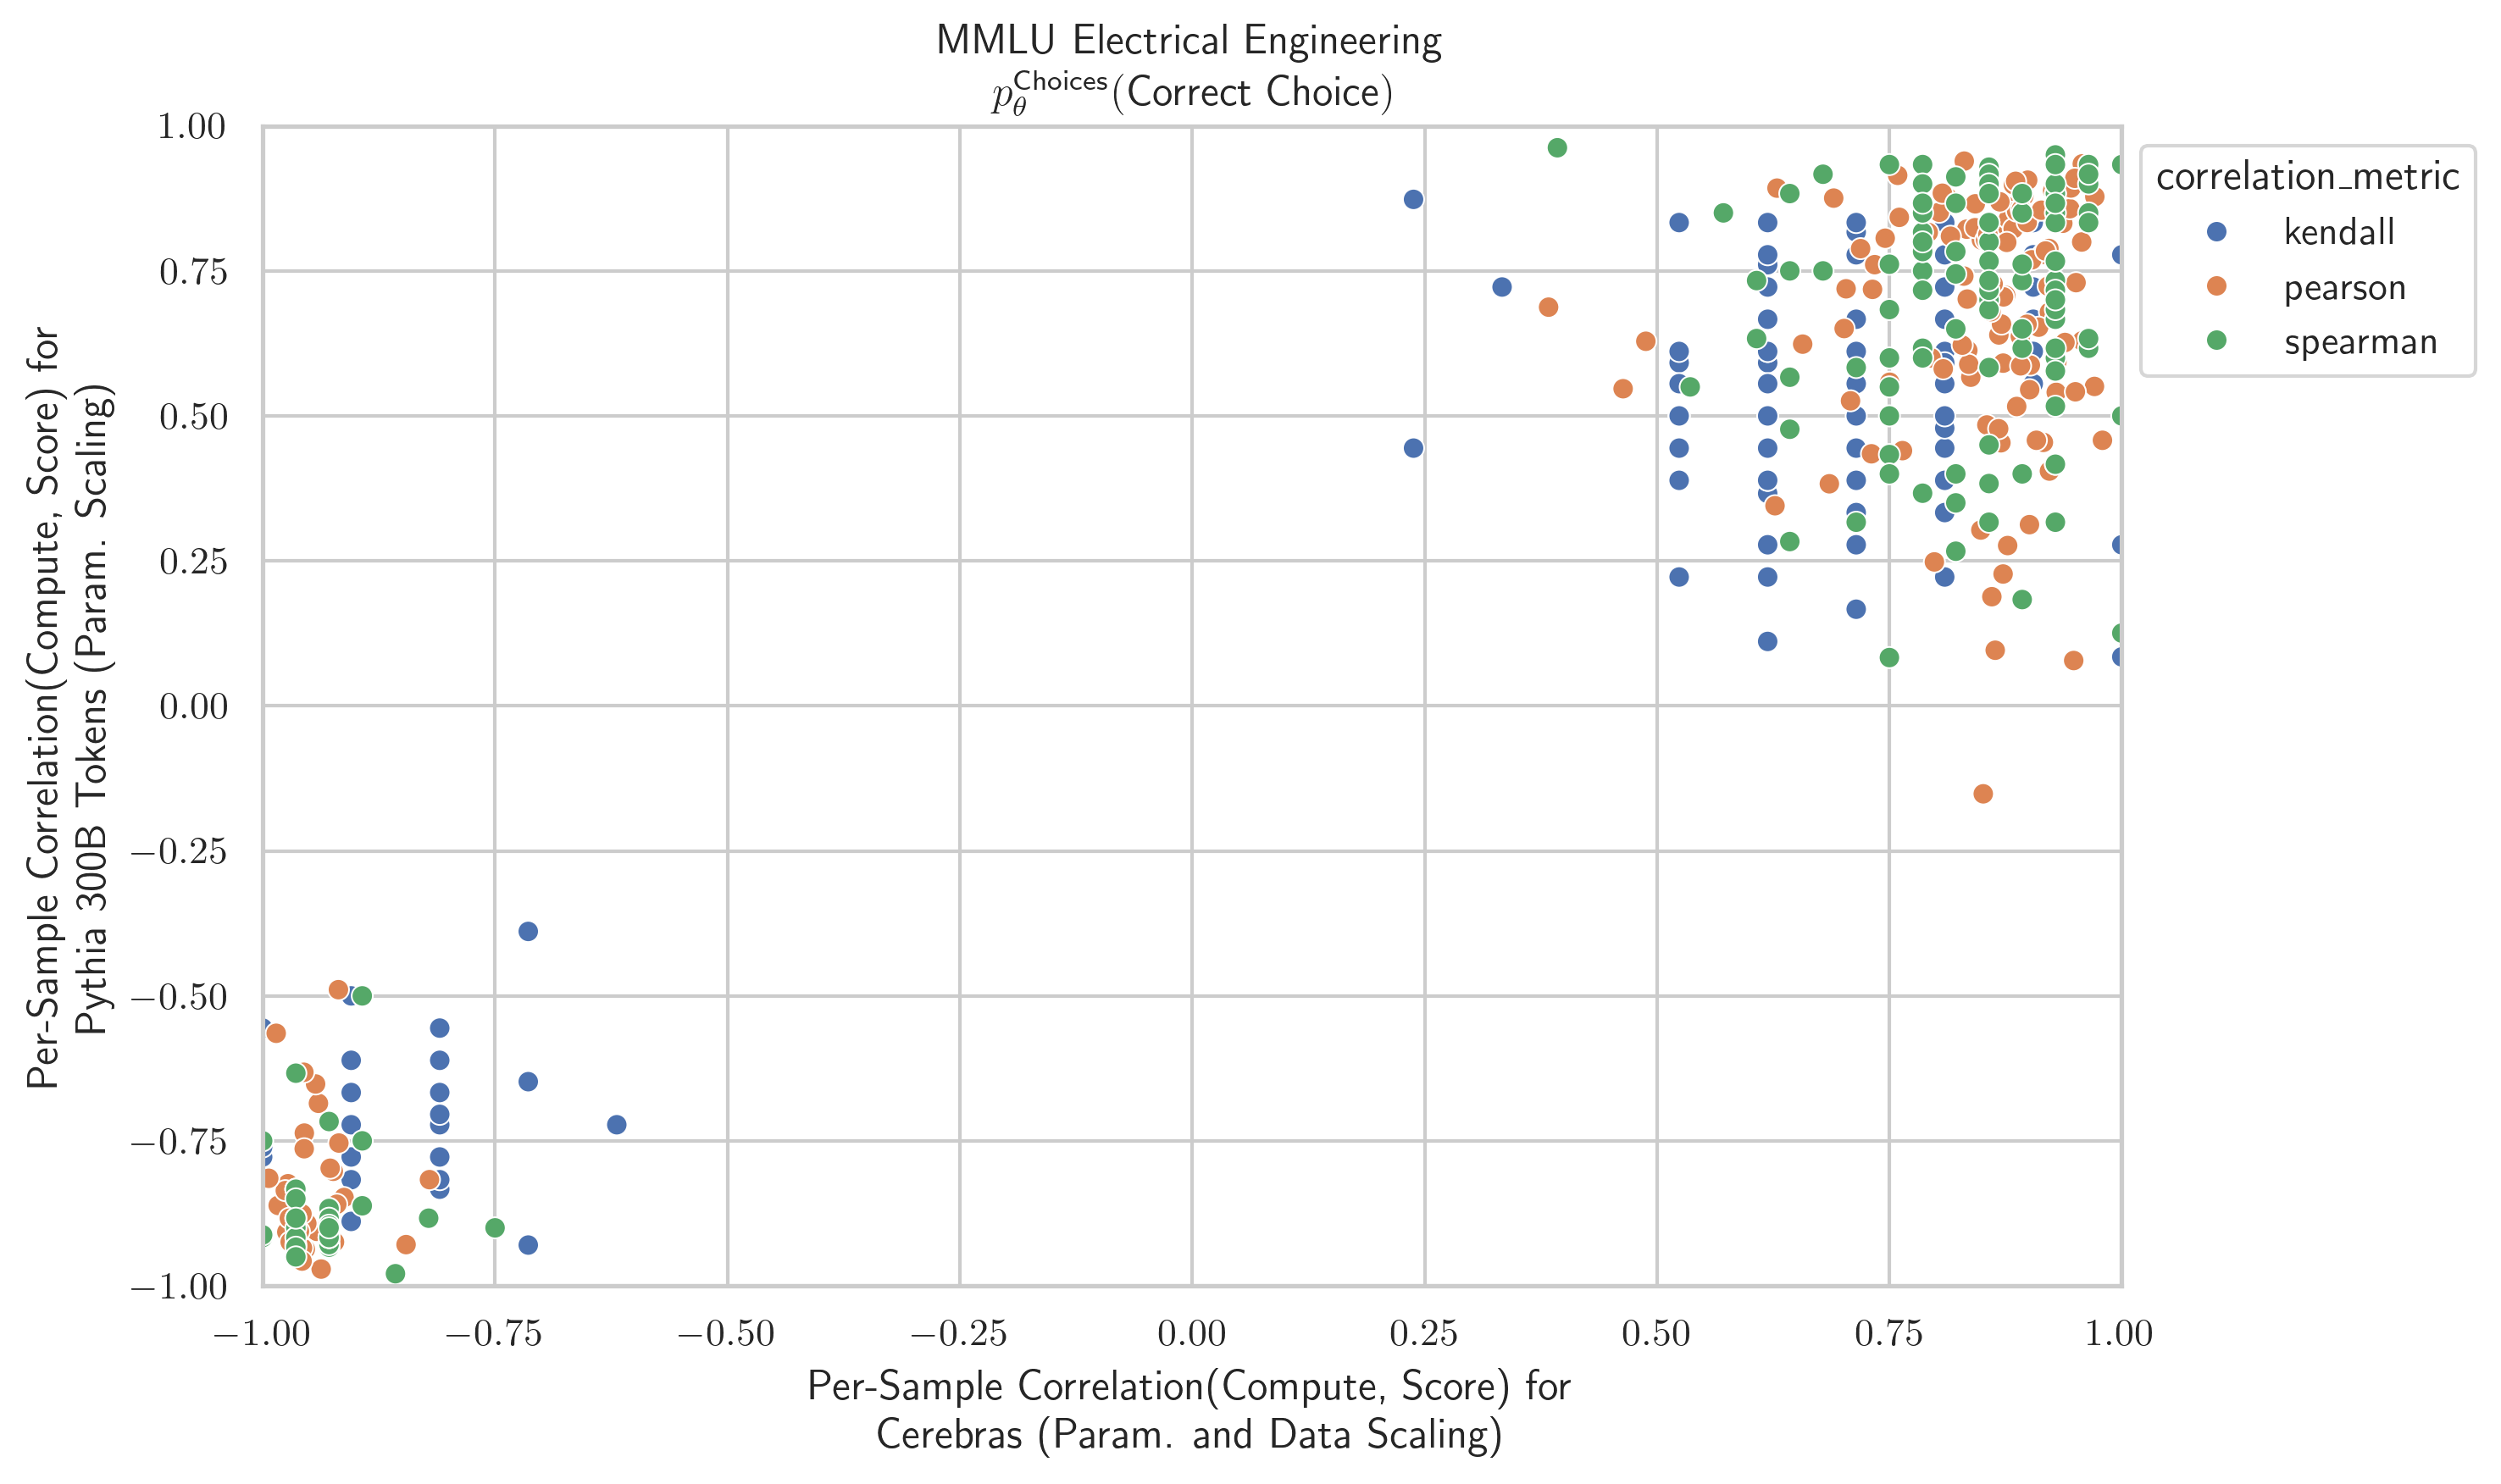 MMLU Electrical Engineering
p_θ^Choices(Correct Choice)
1.00
0.75
0.50
0.25
0.00
−0.25
−0.50
−0.75
−1.00
Per-Sample Correlation(Compute, Score) for
Pythia 300B Tokens (Param. Scaling)
correlation_metric
kendall
pearson
spearman
−1.00 −0.75 −0.50 −0.25 0.00 0.25 0.50 0.75 1.00
Per-Sample Correlation(Compute, Score) for
Cerebras (Param. and Data Scaling)